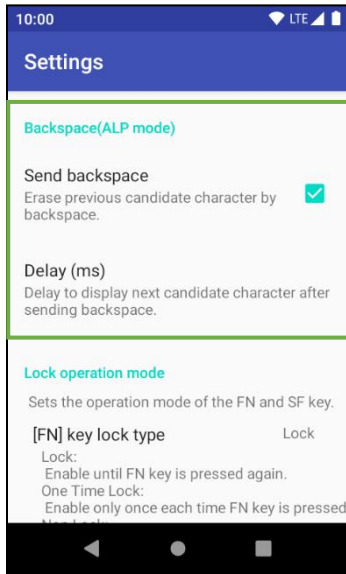 10:00 LTE
Settings
Backspace(ALP mode)
Send backspace
Erase previous candidate character by
backspace.
Delay (ms)
Delay to display next candidate character after
sending backspace.
Lock operation mode
Sets the operation mode of the FN and SF key.
[FN] key lock type Lock
Lock:
Enable until FN key is pressed again.
One Time Lock:
Enable only once each time FN key is pressed